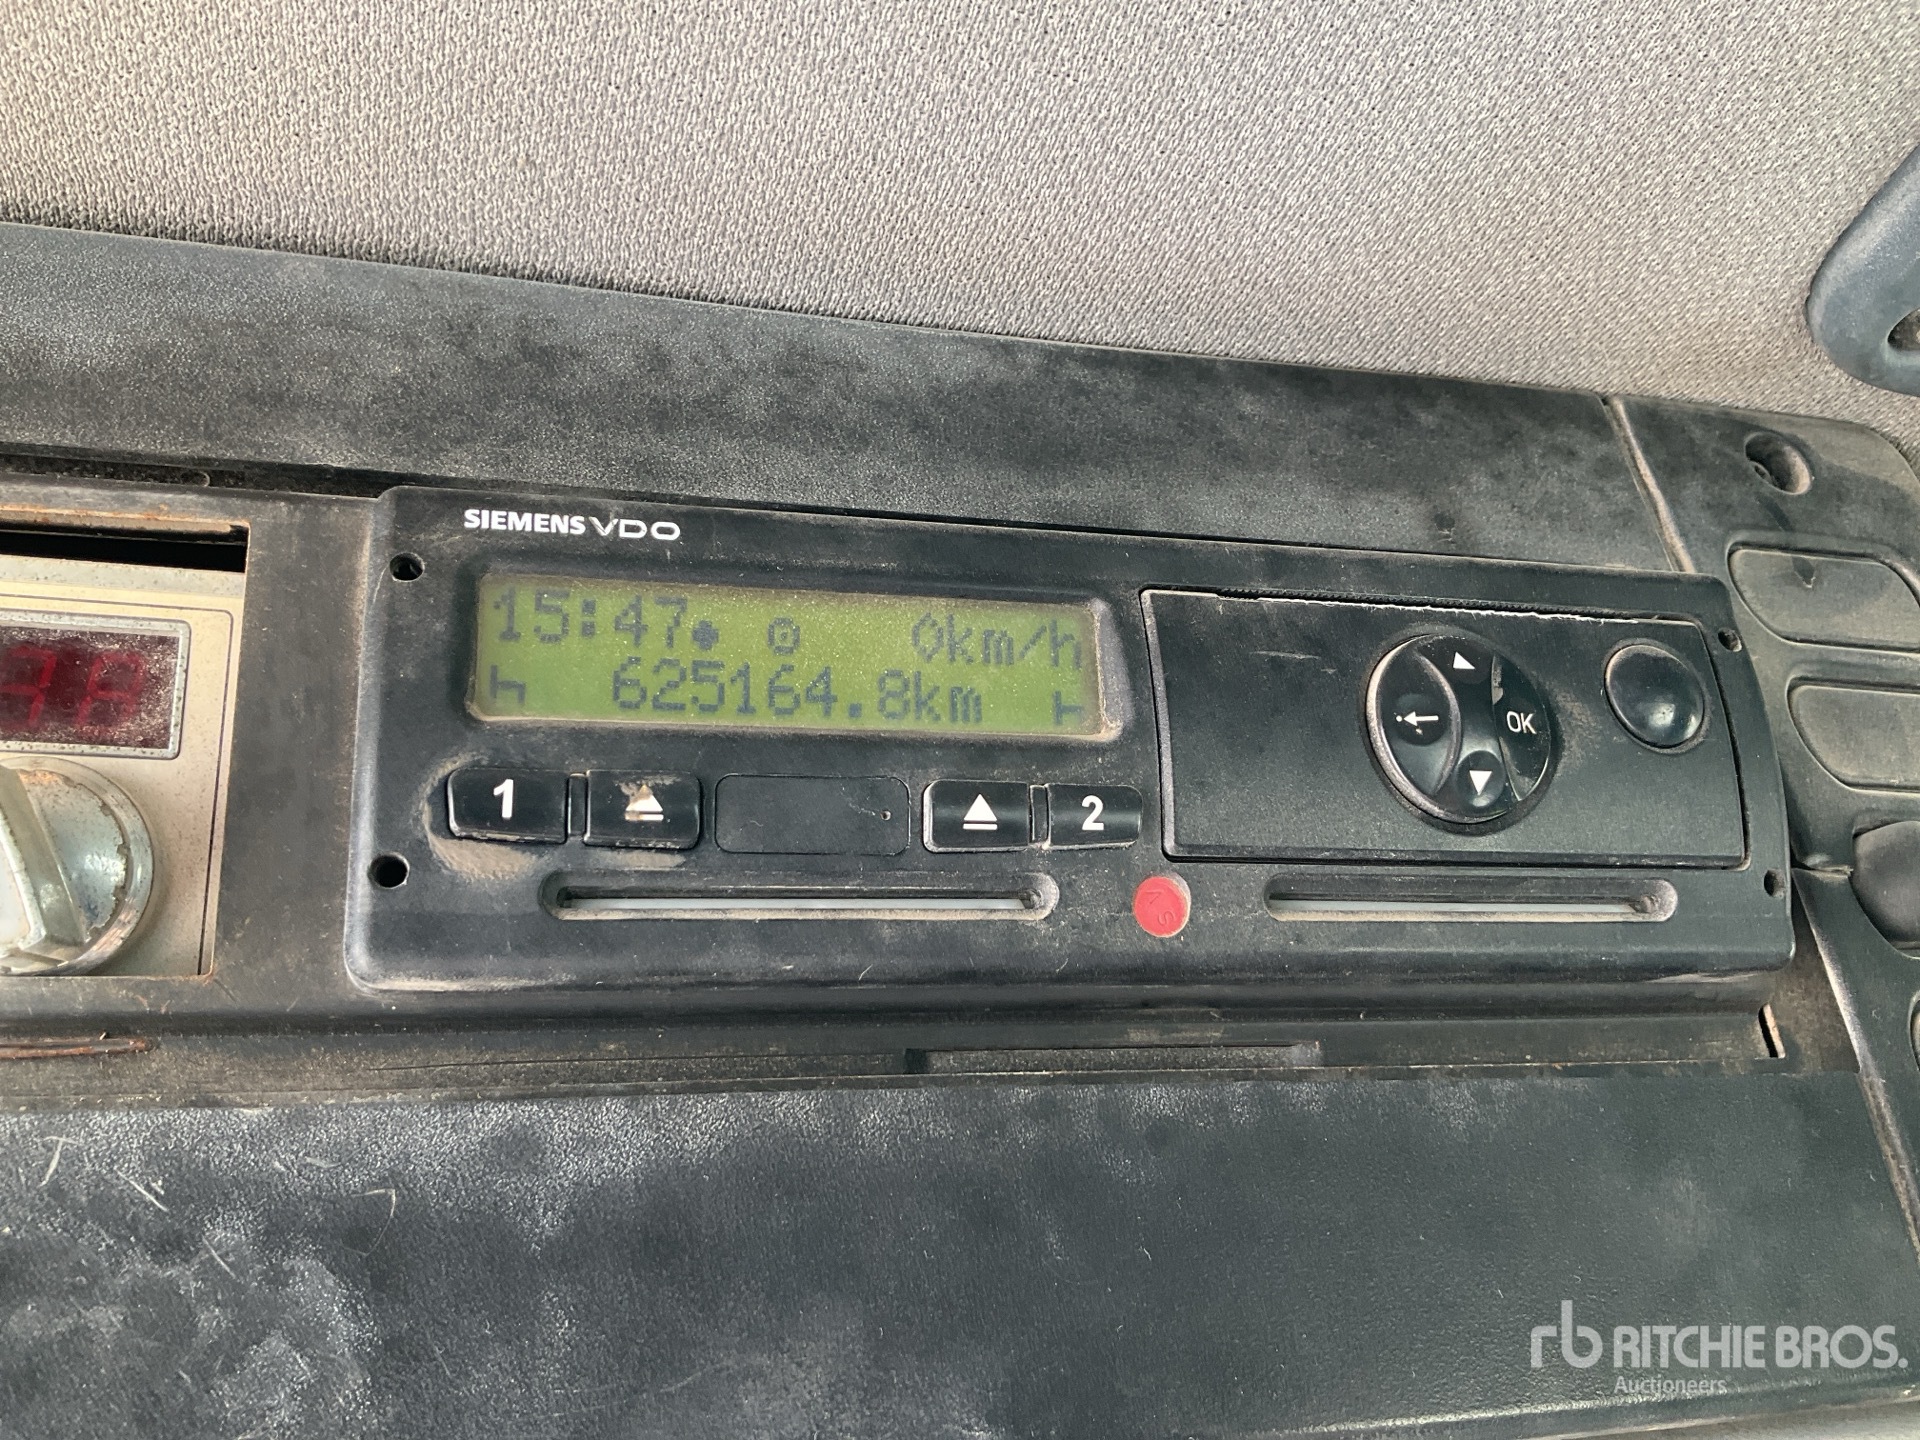 SIEMENS VDO
15:47 0km/h
625164.8km
1
2
OK
RITCHIE BROS.
Auctioneers